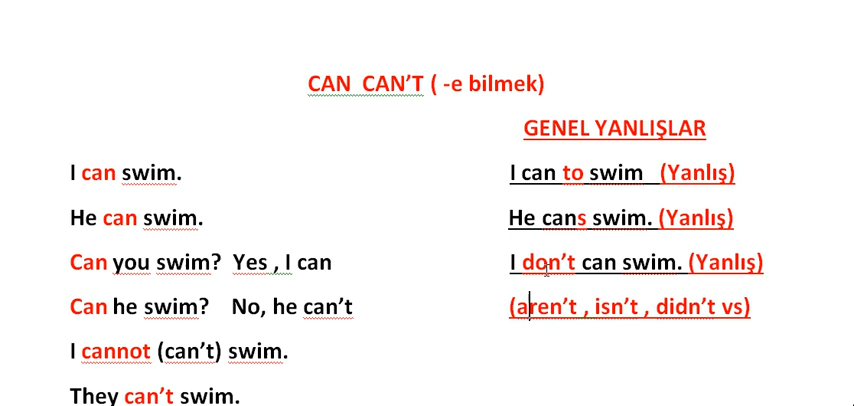 CAN CAN'T ( -e bilmek)
GENEL YANLIŞLAR
I can swim.
He can swim.
Can you swim? Yes , I can
Can he swim? No, he can't
I cannot (can't) swim.
They can't swim.
I can to swim (Yanlış)
He cans swim. (Yanlış)
I don't can swim. (Yanlış)
(aren't , isn't , didn't vs)